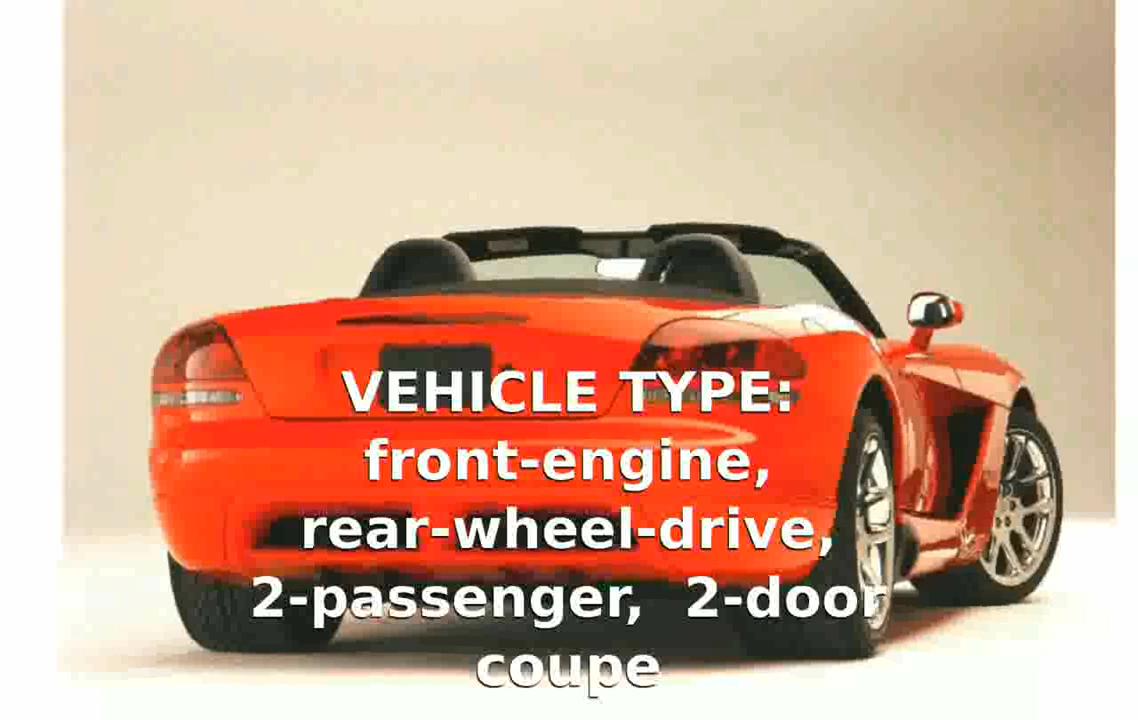 VEHICLE TYPE:
front-engine,
rear-wheel-drive,
2-passenger, 2-door
coupe